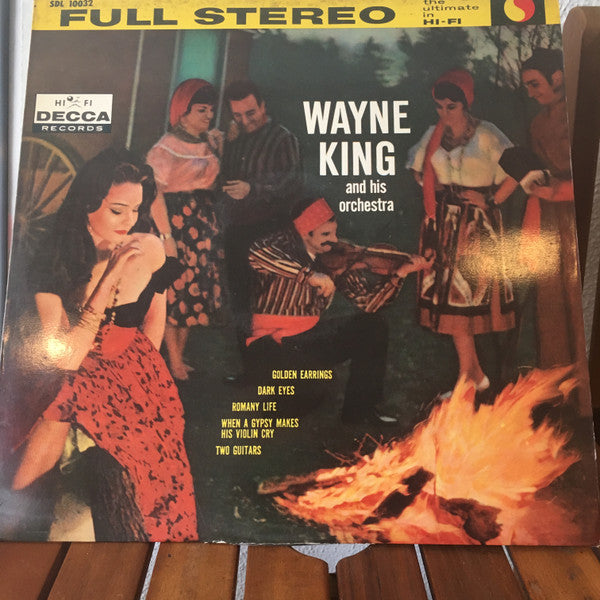 SDL 10032
FULL STEREO
the
ultimate
in
HI-FI
HI FI
DECCA
RECORDS
WAYNE
KING
and his
orchestra
GOLDEN EARRINGS
DARK EYES
ROMANY LIFE
WHEN A GYPSY MAKES
HIS VIOLIN CRY
TWO GUITARS